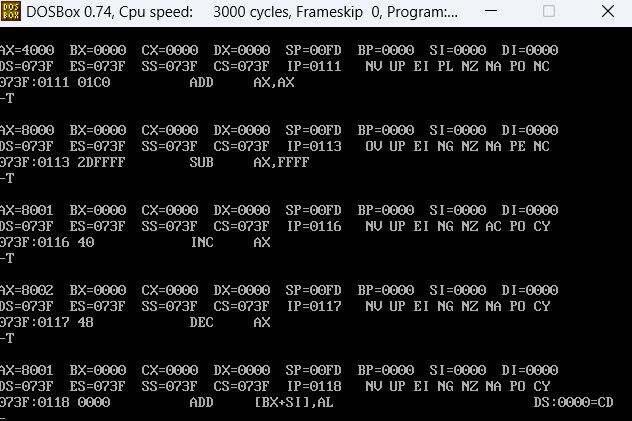 DOS BOX DOSBox 0.74, Cpu speed: 3000 cycles, Frameskip 0, Program:...
AX=4000 BX=0000 CX=0000 DX=0000 SP=00FD BP=0000 SI=0000 DI=0000
DS=073F ES=073F SS=073F CS=073F IP=0111 NV UP EI PL NZ NA PO NC
073F:0111 01C0 ADD AX,AX
-T
AX=8000 BX=0000 CX=0000 DX=0000 SP=00FD BP=0000 SI=0000 DI=0000
DS=073F ES=073F SS=073F CS=073F IP=0113 OV UP EI NG NZ NA PE NC
073F:0113 2DFFFF SUB AX,FFFF
-T
AX=8001 BX=0000 CX=0000 DX=0000 SP=00FD BP=0000 SI=0000 DI=0000
DS=073F ES=073F SS=073F CS=073F IP=0116 NV UP EI NG NZ AC PO CY
073F:0116 40 INC AX
-T
AX=8002 BX=0000 CX=0000 DX=0000 SP=00FD BP=0000 SI=0000 DI=0000
DS=073F ES=073F SS=073F CS=073F IP=0117 NV UP EI NG NZ NA PO CY
073F:0117 48 DEC AX
-T
AX=8001 BX=0000 CX=0000 DX=0000 SP=00FD BP=0000 SI=0000 DI=0000
DS=073F ES=073F SS=073F CS=073F IP=0118 NV UP EI NG NZ NA PO CY
073F:0118 0000 ADD [BX+SI],AL DS:0000=CD
-